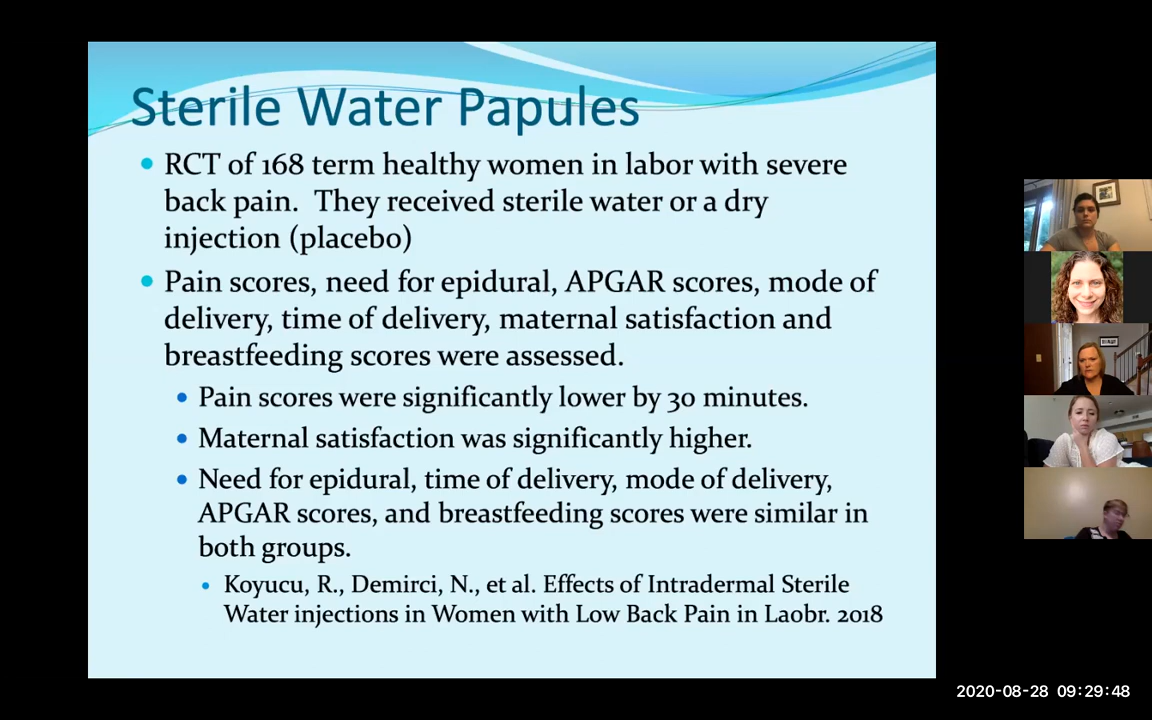 Sterile Water Papules
RCT of 168 term healthy women in labor with severe
back pain. They received sterile water or a dry
injection (placebo)
Pain scores, need for epidural, APGAR scores, mode of
delivery, time of delivery, maternal satisfaction and
breastfeeding scores were assessed.
Pain scores were significantly lower by 30 minutes.
Maternal satisfaction was significantly higher.
Need for epidural, time of delivery, mode of delivery,
APGAR scores, and breastfeeding scores were similar in
both groups.
Koyucu, R., Demirci, N., et al. Effects of Intradermal Sterile
Water injections in Women with Low Back Pain in Laobr. 2018
2020-08-28 09:29:48